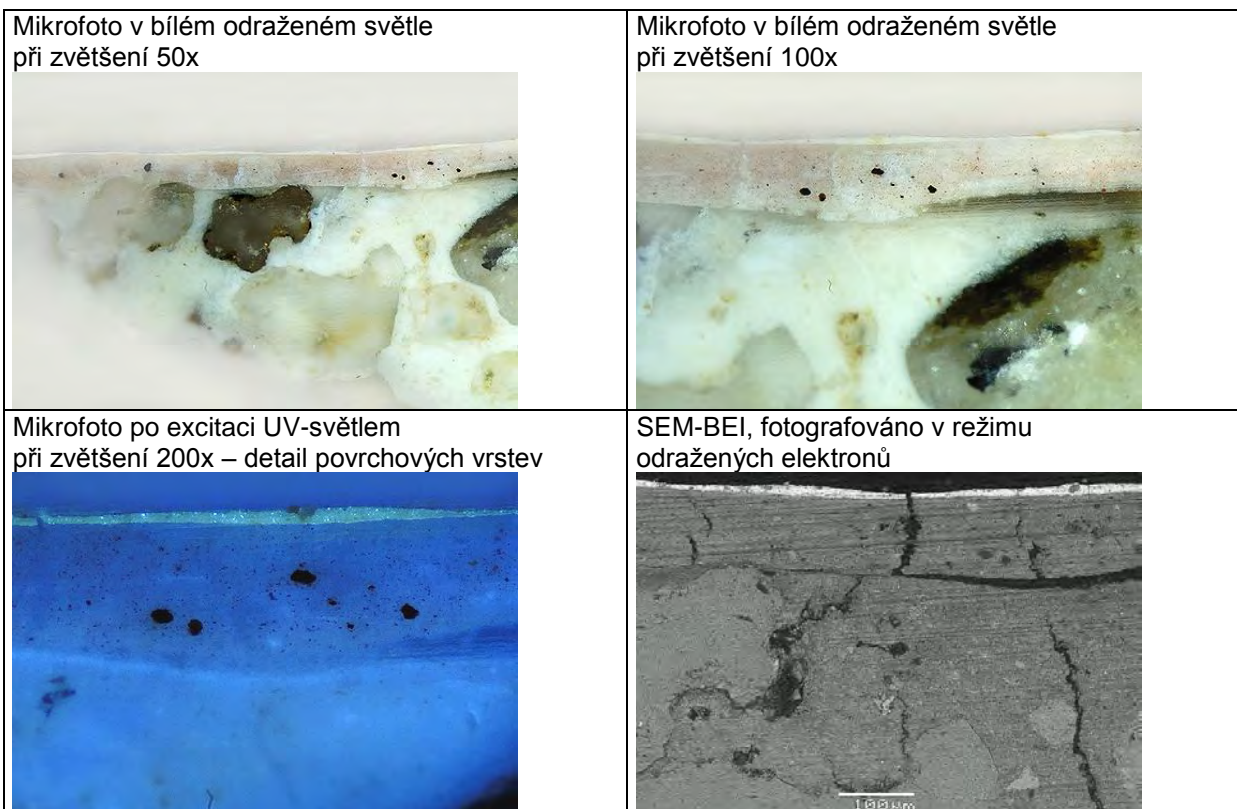 Mikrofoto v bílém odraženém světle
při zvětšení 50x
Mikrofoto v bílém odraženém světle
při zvětšení 100x
Mikrofoto po excitaci UV-světlem
při zvětšení 200x – detail povrchových vrstev
SEM-BEI, fotografováno v režimu
odražených elektronů
100µm